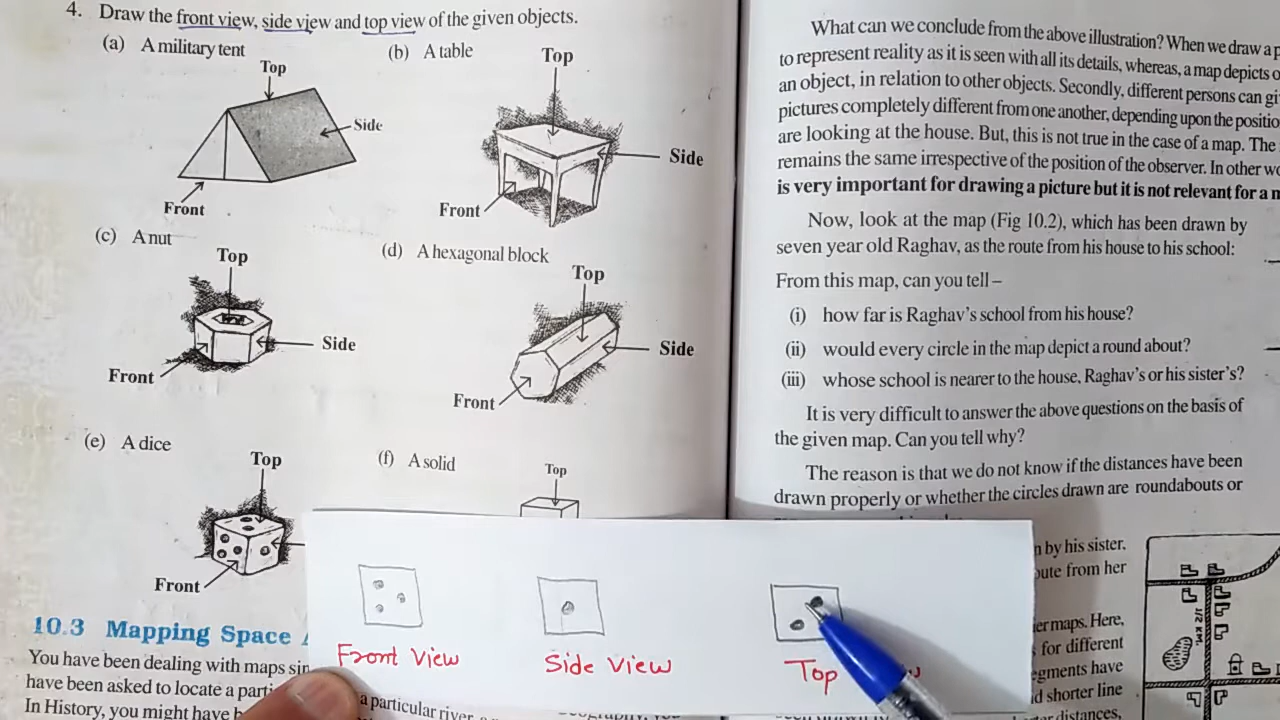 4. Draw the front view, side view and top view of the given objects.
(a) A military tent
Top
Side
Front
(b) A table
Top
Side
Front
(c) A nut
Top
Side
Front
(d) A hexagonal block
Top
Side
Front
(e) A dice
Top
Front
(f) A solid
Top
10.3 Mapping Space
You have been dealing with maps
have been asked to locate a
In History, you might have
a particular river
Front View
Side View
Top
What can we conclude from the above illustration? When we draw a
to represent reality as it is seen with all its details, whereas, a map depicts
an object, in relation to other objects. Secondly, different persons can
pictures completely different from one another, depending upon the
are looking at the house. But, this is not true in the case of a map. The
remains the same irrespective of the position of the observer. In other
is very important for drawing a picture but it is not relevant for a
Now, look at the map (Fig 10.2), which has been drawn by
seven year old Raghav, as the route from his house to his school:
From this map, can you tell –
(i) how far is Raghav's school from his house?
(ii) would every circle in the map depict a round about?
(iii) whose school is nearer to the house, Raghav's or his sister's?
It is very difficult to answer the above questions on the basis of
the given map. Can you tell why?
The reason is that we do not know if the distances have been
drawn properly or whether the circles drawn are roundabouts or
by his sister.
from her
maps. Here,
for different
have
shorter line
distances,
1/2 KM.